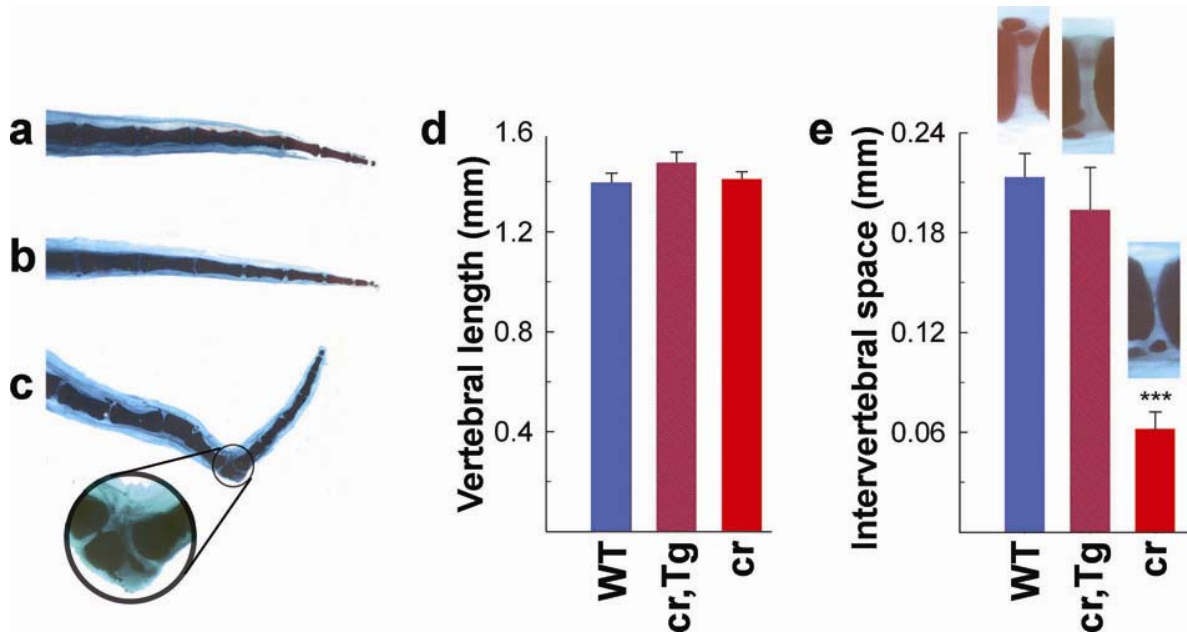 a
b
c
d
Vertebral length (mm)
1.6
1.2
0.8
0.4
WT
cr,Tg
cr
e
Intervertebral space (mm)
0.24
0.18
0.12
0.06
***
WT
cr,Tg
cr